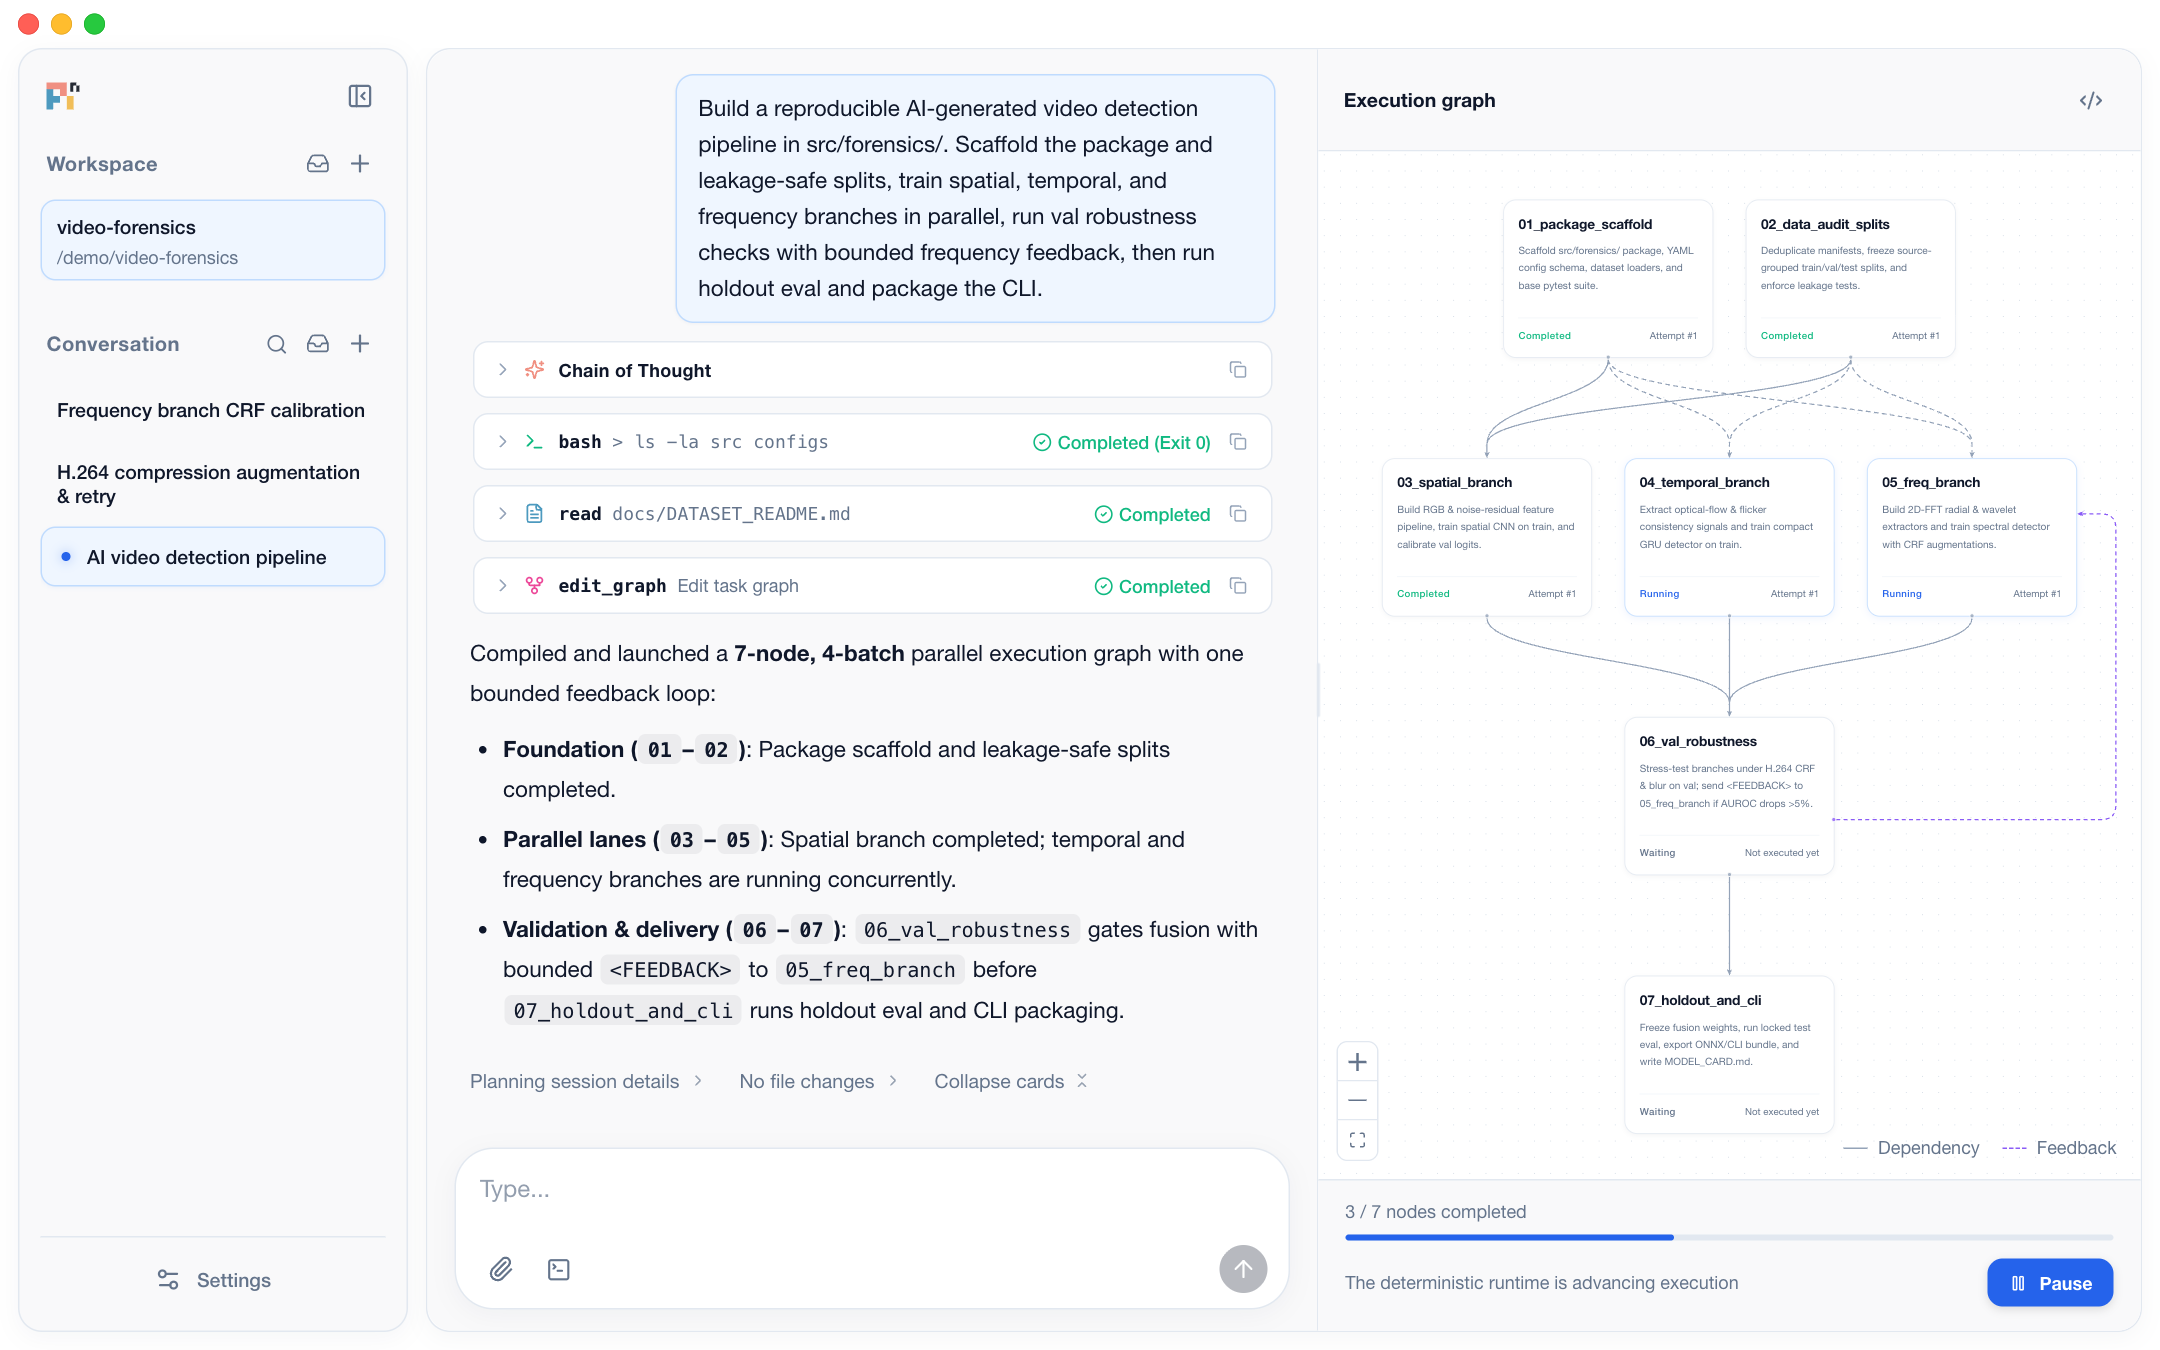 Workspace
video-forensics
/demo/video-forensics
Conversation
Frequency branch CRF calibration
H.264 compression augmentation
& retry
AI video detection pipeline
Settings
Build a reproducible AI-generated video detection
pipeline in src/forensics/. Scaffold the package and
leakage-safe splits, train spatial, temporal, and
frequency branches in parallel, run val robustness
checks with bounded frequency feedback, then run
holdout eval and package the CLI.
Chain of Thought
bash > ls -la src configs Completed (Exit 0)
read docs/DATASET_README.md Completed
edit_graph Edit task graph Completed
Compiled and launched a 7-node, 4-batch parallel execution graph with one
bounded feedback loop:
• Foundation (01–02): Package scaffold and leakage-safe splits
completed.
• Parallel lanes (03–05): Spatial branch completed; temporal and
frequency branches are running concurrently.
• Validation & delivery (06–07): 06_val_robustness gates fusion with
bounded <FEEDBACK> to 05_freq_branch before
07_holdout_and_cli runs holdout eval and CLI packaging.
Planning session details No file changes Collapse cards
Type...
Execution graph
01_package_scaffold
Scaffold src/forensics/ package, YAML
config schema, dataset loaders, and
base pytest suite.
Completed Attempt #1
02_data_audit_splits
Deduplicate manifests, freeze source-
grouped train/val/test splits, and
enforce leakage tests.
Completed Attempt #1
03_spatial_branch
Build RGB & noise-residual feature
pipeline, train spatial CNN on train, and
calibrate val logits.
Completed Attempt #1
04_temporal_branch
Extract optical-flow & flicker
consistency signals and train compact
GRU detector on train.
Running Attempt #1
05_freq_branch
Build 2D-FFT radial & wavelet
extractors and train spectral detector
with CRF augmentations.
Running Attempt #1
06_val_robustness
Stress-test branches under H.264 CRF
& blur on val; send <FEEDBACK> to
05_freq_branch if AUROC drops >5%.
Waiting Not executed yet
07_holdout_and_cli
Freeze fusion weights, run locked test
eval, export ONNX/CLI bundle, and
write MODEL_CARD.md.
Waiting Not executed yet
Dependency Feedback
3 / 7 nodes completed
The deterministic runtime is advancing execution
Pause